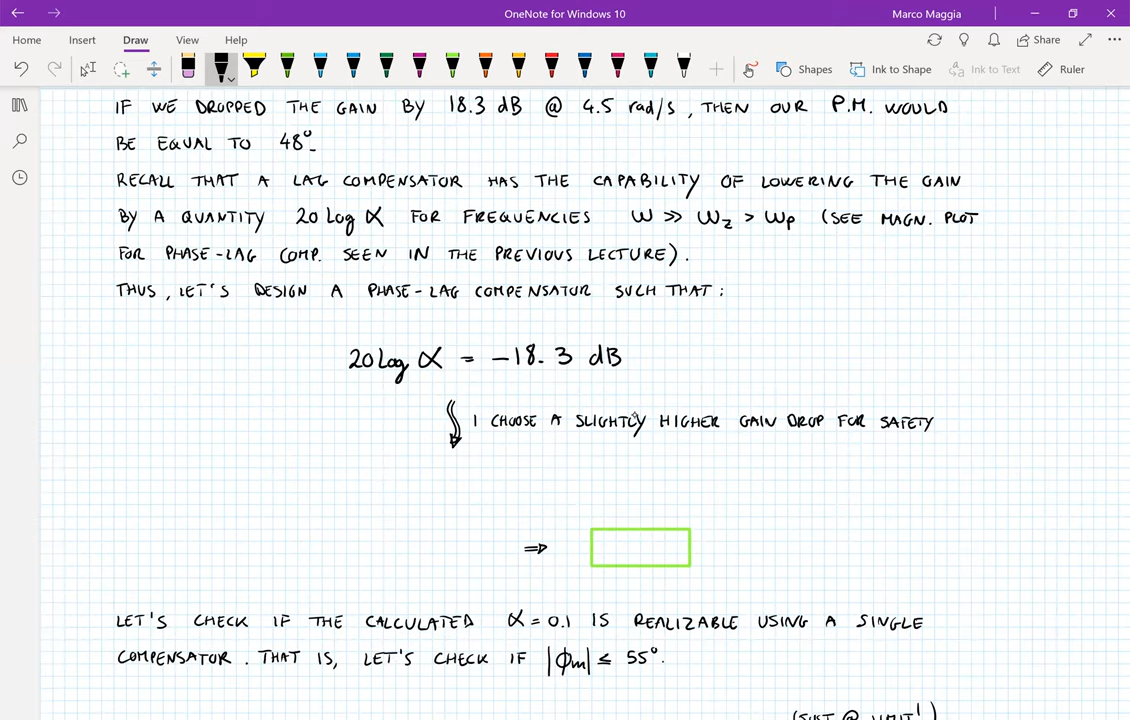 OneNote for Windows 10
Marco Maggia
Home Insert Draw View Help
Share
Shapes Ink to Shape Ink to Text Ruler
IF WE DROPPED THE GAIN BY 18.3 dB @ 4.5 rad/s, THEN OUR P.M. WOULD
BE EQUAL TO 48°.
RECALL THAT A LAG COMPENSATOR HAS THE CAPABILITY OF LOWERING THE GAIN
BY A QUANTITY 20 Log α FOR FREQUENCIES ω >> ωz > ωp (SEE MAGN. PLOT
FOR PHASE-LAG COMP. SEEN IN THE PREVIOUS LECTURE).
THUS, LET'S DESIGN A PHASE-LAG COMPENSATOR SUCH THAT:
20 Log α = -18.3 dB
I CHOOSE A SLIGHTLY HIGHER GAIN DROP FOR SAFETY
⇒
LET'S CHECK IF THE CALCULATED α = 0.1 IS REALIZABLE USING A SINGLE
COMPENSATOR. THAT IS, LET'S CHECK IF |ϕm| ≤ 55°.
(JUST @ LIMIT!)